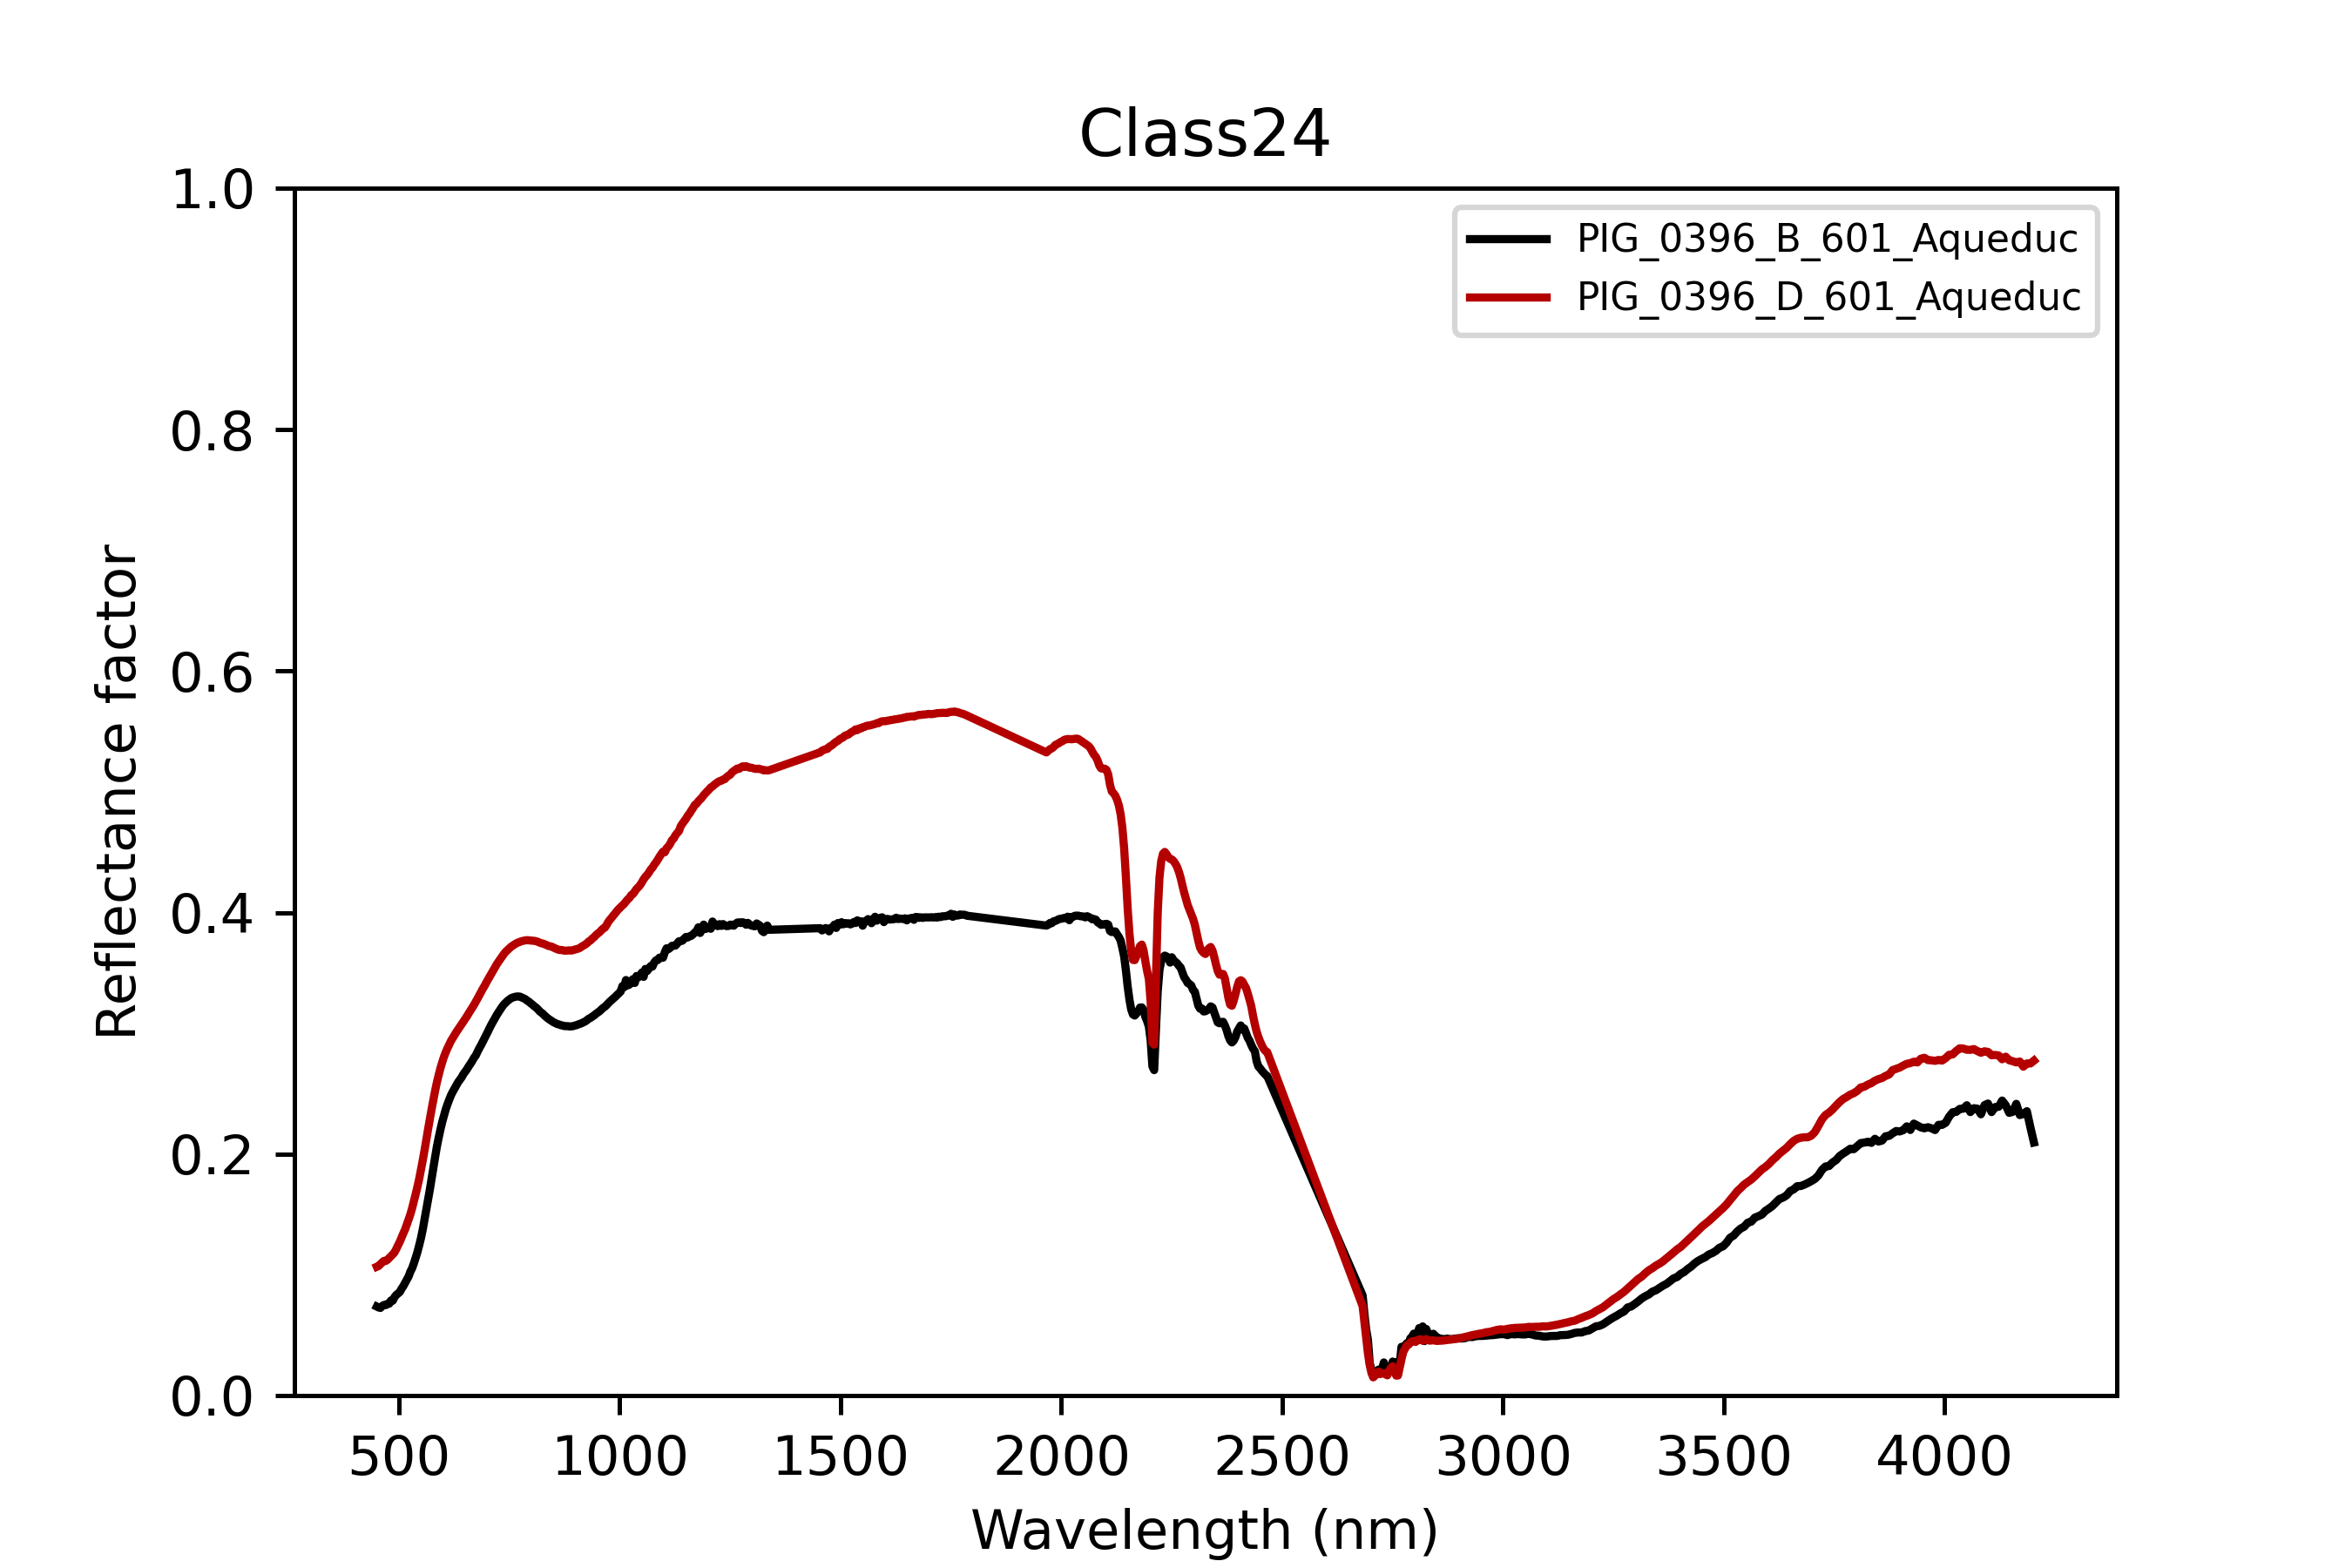 Class24
1.0
0.8
0.6
0.4
0.2
0.0
Reflectance factor
PIG_0396_B_601_Aqueduc
PIG_0396_D_601_Aqueduc
500 1000 1500 2000 2500 3000 3500 4000
Wavelength (nm)